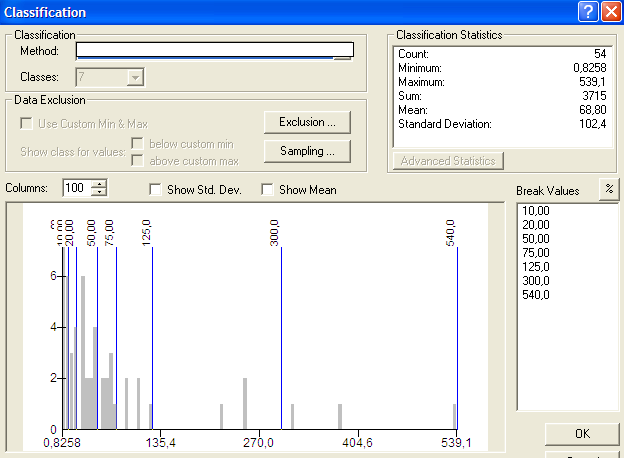 Classification
Classification
Method:
Classes: 7
Data Exclusion
Use Custom Min & Max
Show class for values: below custom min
above custom max
Exclusion ...
Sampling ...
Classification Statistics
Count: 54
Minimum: 0,8258
Maximum: 539,1
Sum: 3715
Mean: 68,80
Standard Deviation: 102,4
Advanced Statistics
Columns: 100
Show Std. Dev.
Show Mean
Break Values
%
10,00
20,00
50,00
75,00
125,0
300,0
540,0
20,00
50,00
75,00
125,0
300,0
540,0
6
4
2
0
0,8258
135,4
270,0
404,6
539,1
OK